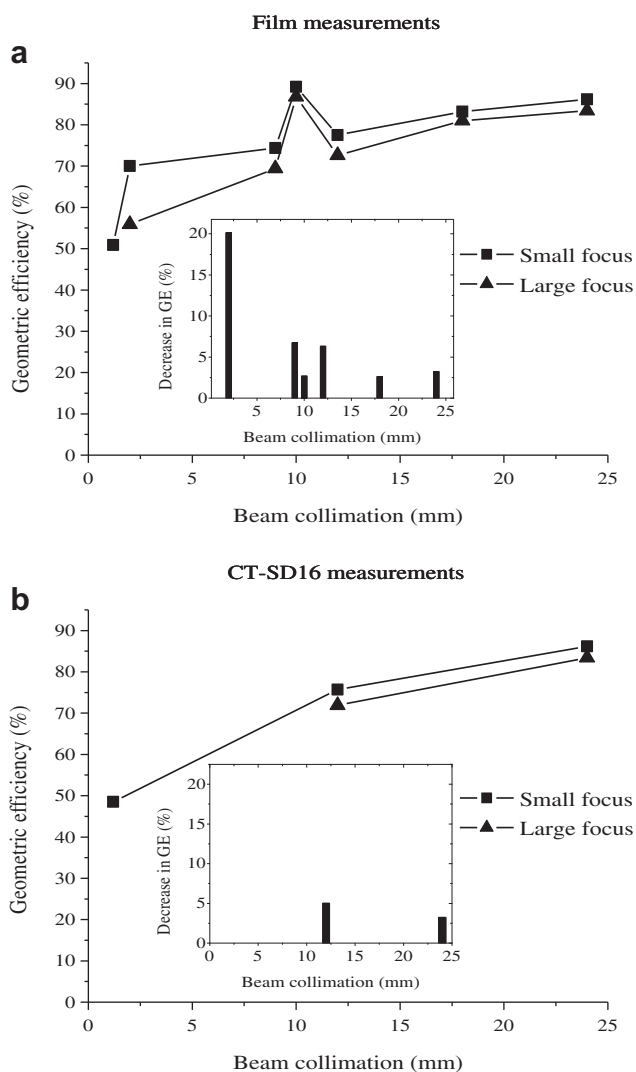 Film measurements
a
90
80
70
60
50
40
30
20
10
0
Geometric efficiency (%)
20
15
10
5
0
Decrease in GE (%)
5 10 15 20 25
Beam collimation (mm)
Small focus
Large focus
0 5 10 15 20 25
Beam collimation (mm)
CT-SD16 measurements
b
90
80
70
60
50
40
30
20
10
0
Geometric efficiency (%)
20
15
10
5
0
Decrease in GE (%)
0 5 10 15 20 25
Beam collimation (mm)
Small focus
Large focus
0 5 10 15 20 25
Beam collimation (mm)